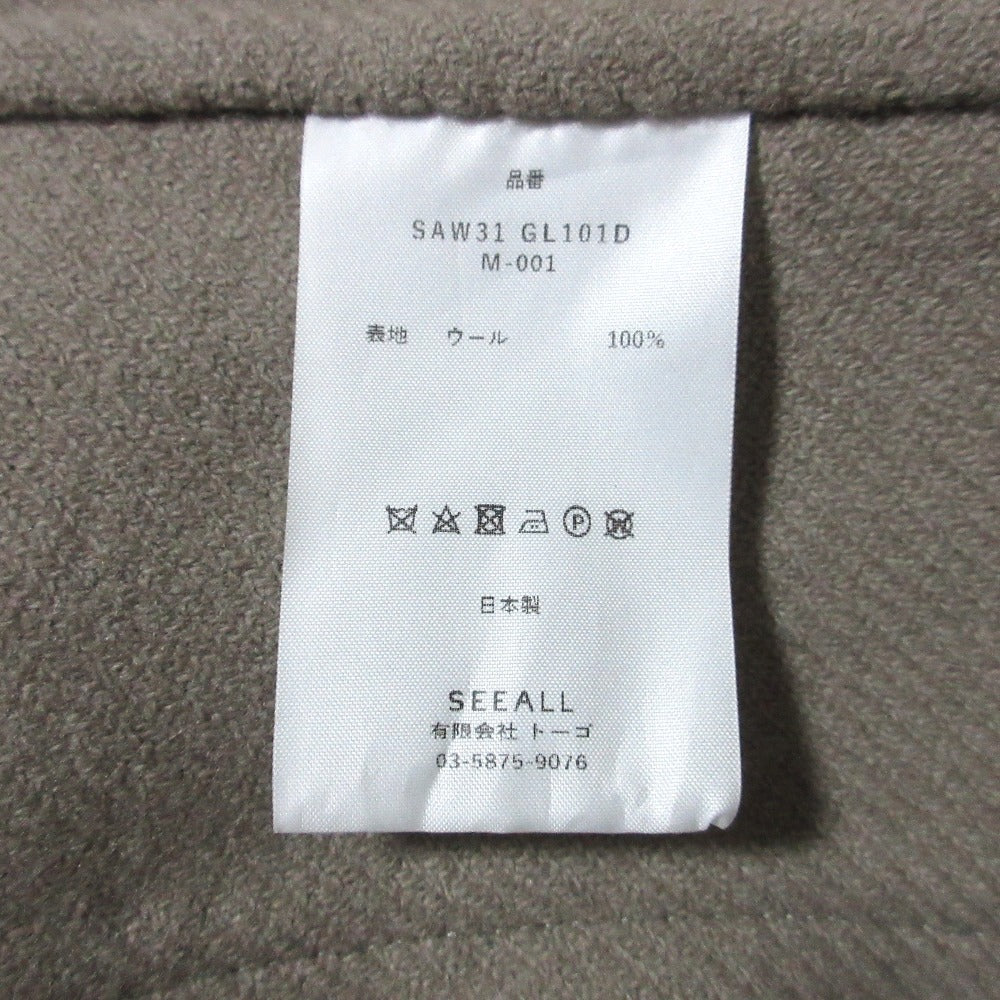 品番
SAW31 GL101D
M-001
表地 ウール 100%
P W
日本製
SEEALL
有限会社 トーゴ
03-5875-9076